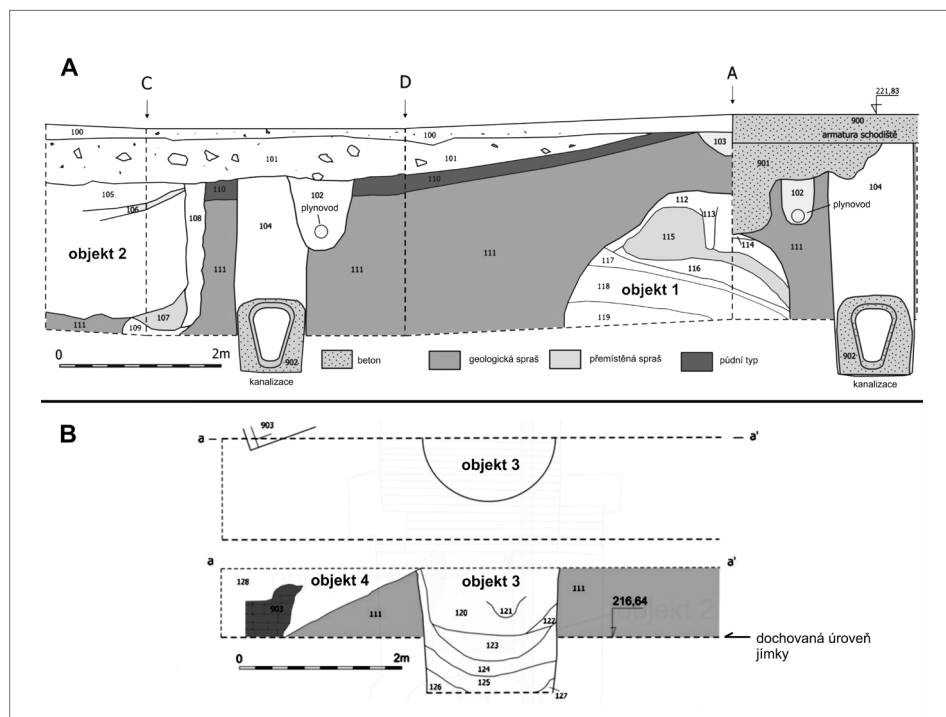 A
C
D
A
221,83
100
100
900
armatura schodiště
101
101
103
901
110
110
102
plynovod
102
plynovod
104
104
105
106
108
objekt 2
111
111
111
111
111
112
113
114
115
116
117
118
119
objekt 1
107
109
902
902
0 2m
kanalizace
beton
geologická spraš
přemístěná spraš
půdní typ
kanalizace
B
903
a
a'
objekt 3
a
a'
128
objekt 4
objekt 3
111
903
111
120
121
122
216,64
objekt 2
123
124
125
126
127
dochovaná úroveň
jímky
0 2m